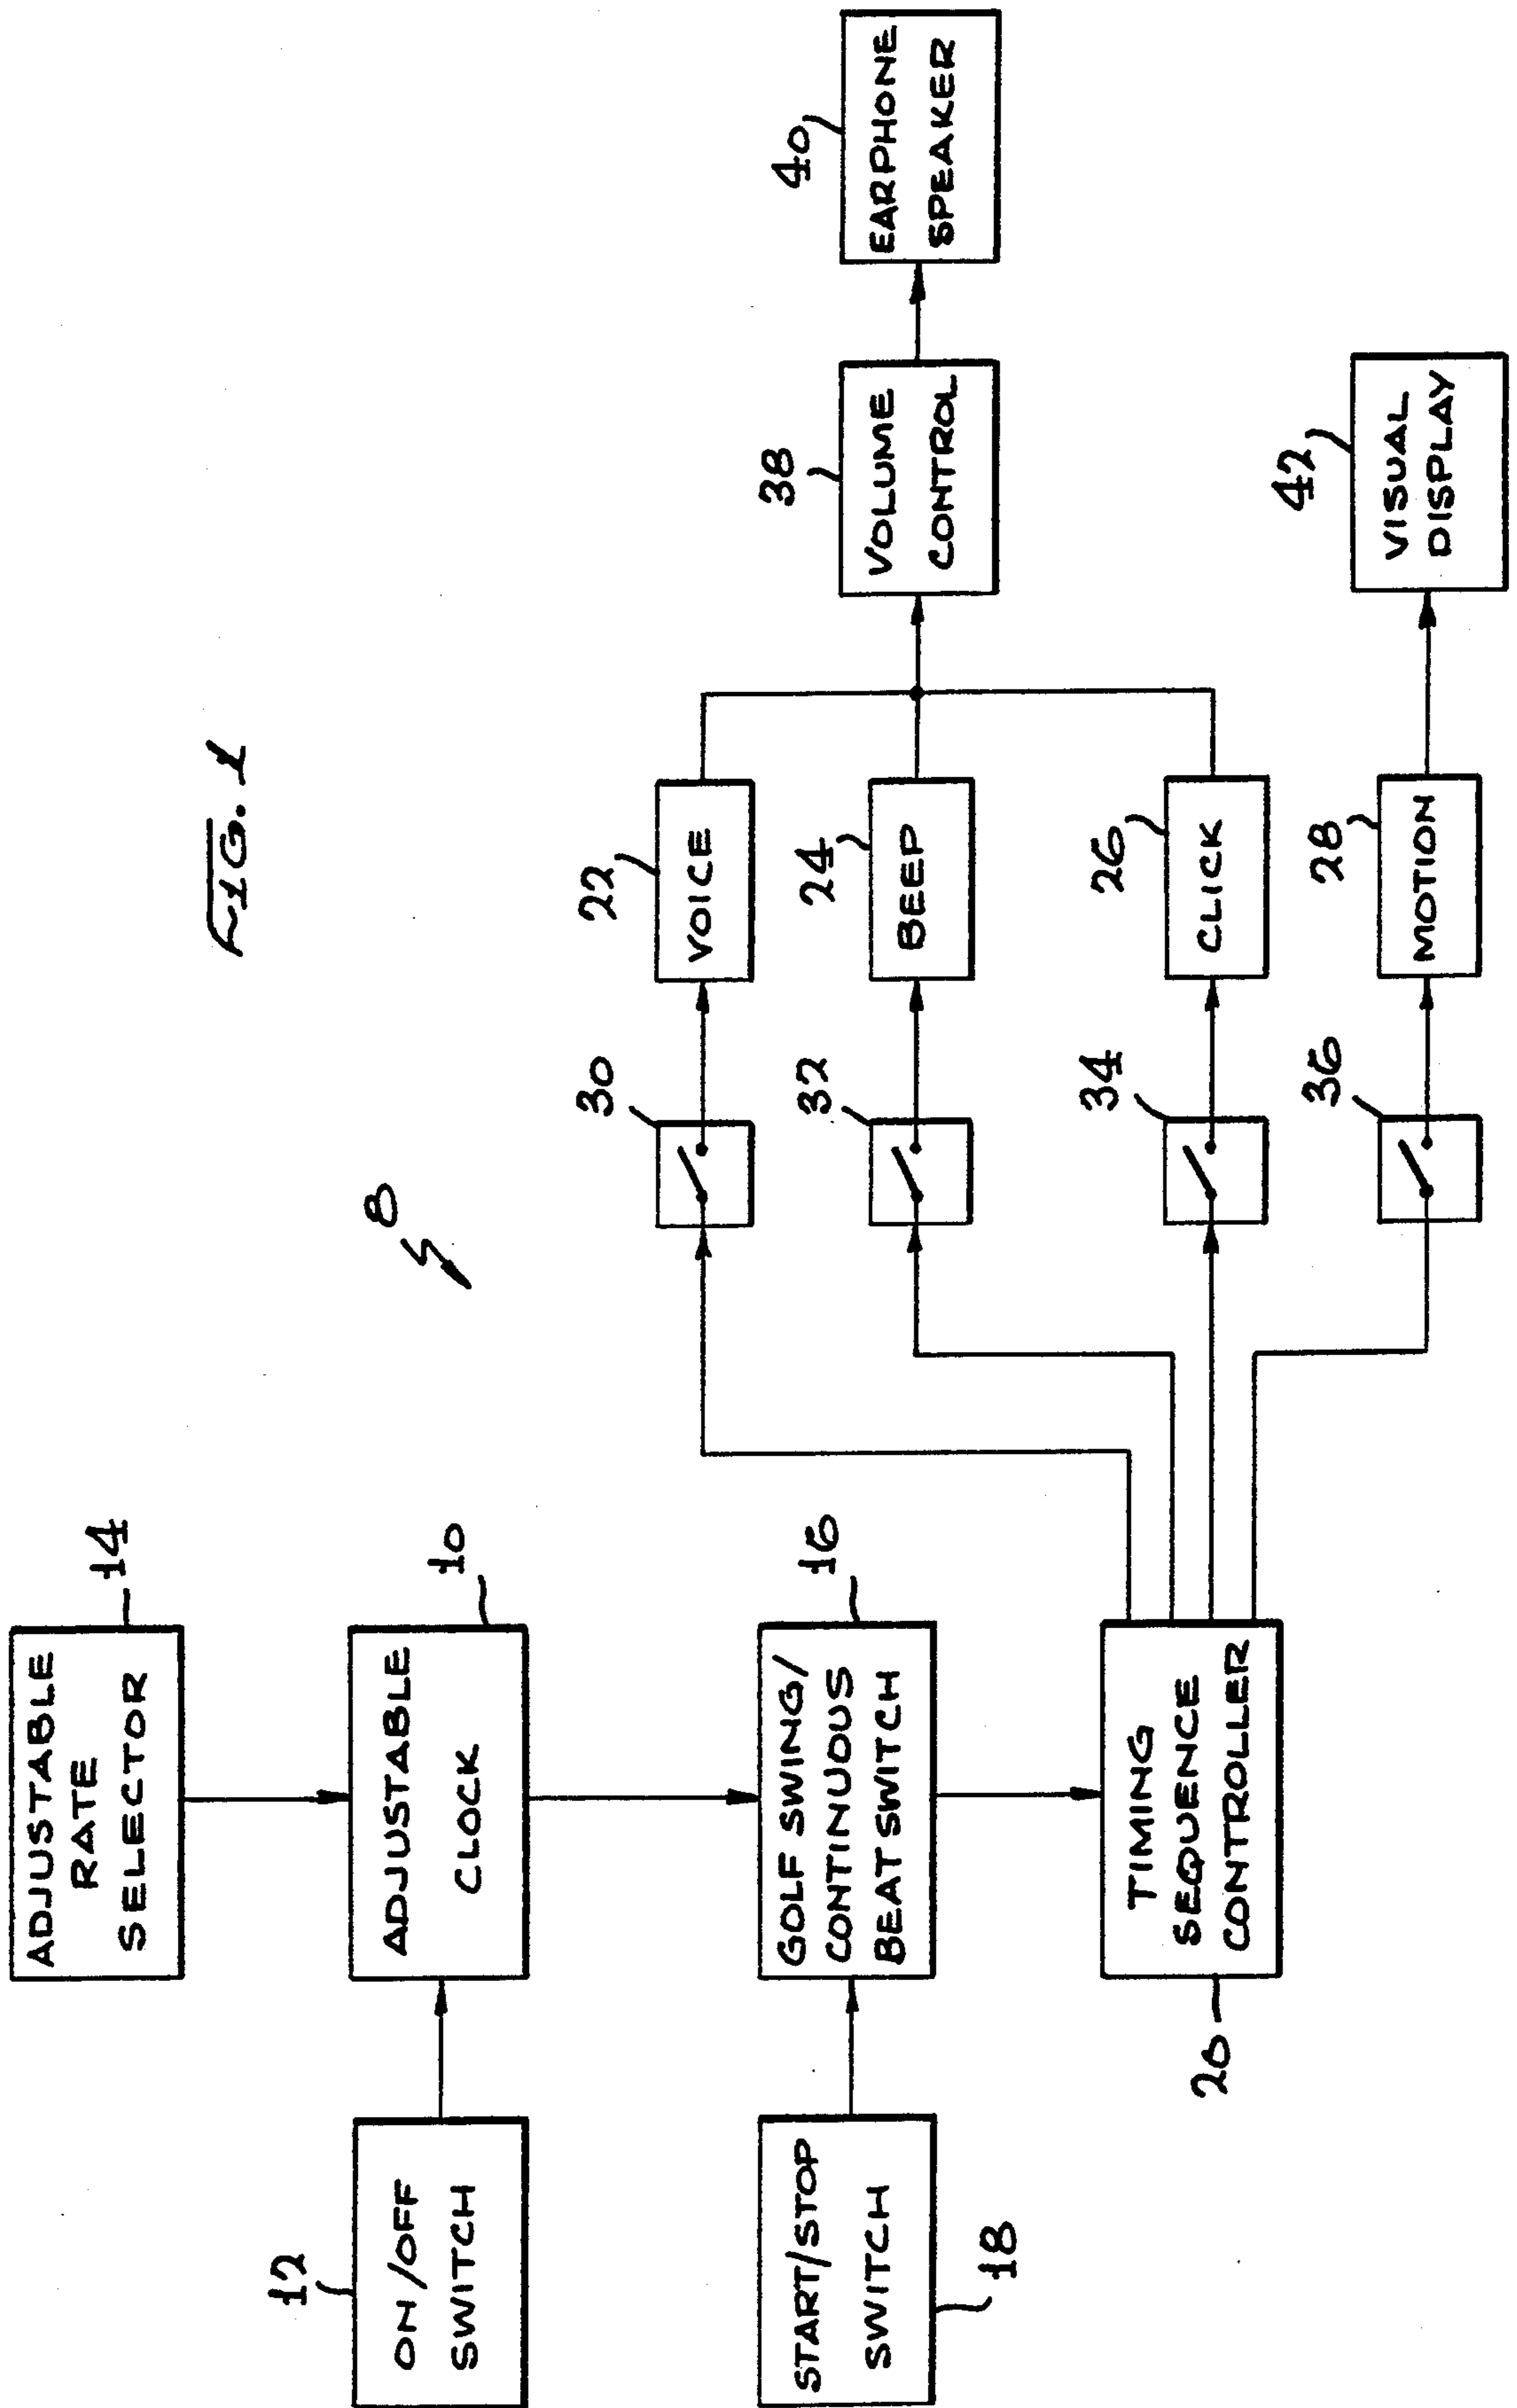 FIG. 1
8
14
ADJUSTABLE
RATE
SELECTOR
12
ON/OFF
SWITCH
10
ADJUSTABLE
CLOCK
18
START/STOP
SWITCH
16
GOLF SWING/
CONTINUOUS
BEAT SWITCH
20
TIMING
SEQUENCE
CONTROLLER
30
22
VOICE
32
24
BEEP
34
26
CLICK
36
28
MOTION
38
VOLUME
CONTROL
40
EARPHONE
SPEAKER
42
VISUAL
DISPLAY